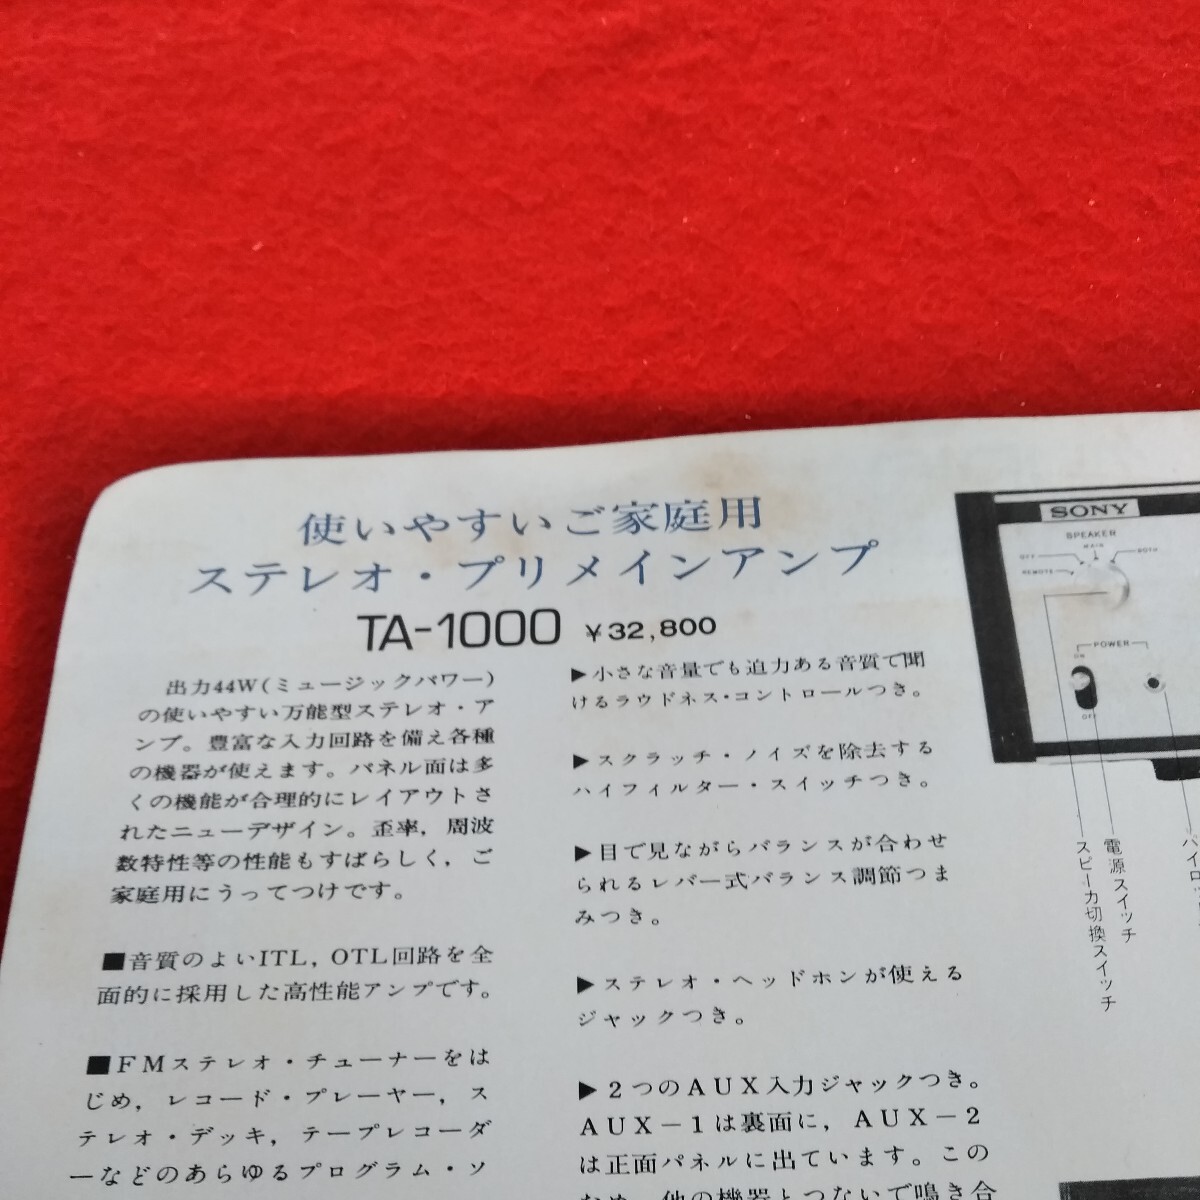 使いやすいご家庭用
ステレオ・プリメインアンプ
TA-1000 ¥32,800
出力44W(ミュージックパワー)
の使いやすい万能型ステレオ・ア
ンプ。豊富な入力回路を備え各種
の機器が使えます。パネル面は多
くの機能が合理的にレイアウトさ
れたニューデザイン。歪率,周波
数特性等の性能もすばらしく,ご
家庭用にうってつけです。
■音質のよいITL,OTL回路を全
面的に採用した高性能アンプです。
■FMステレオ・チューナーをは
じめ,レコード・プレーヤー,ス
テレオ・デッキ,テープレコーダ
ーなどのあらゆるプログラム・ソ
▶小さな音量でも迫力ある音質で聞
けるラウドネス・コントロールつき。
▶スクラッチ・ノイズを除去する
ハイフィルター・スイッチつき。
▶目で見ながらバランスが合わせ
られるレバー式バランス調節つま
みつき。
▶ステレオ・ヘッドホンが使える
ジャックつき。
▶2つのAUX入力ジャックつき。
AUX-1は裏面に,AUX-2
は正面パネルに出ています。この
ため,他の機器とつないで鳴き合
SONY
SPEAKER
MAIN
OFF
BOTH
REMOTE
POWER
ON
OFF
電源スイッチ
スピーカ切換スイッチ